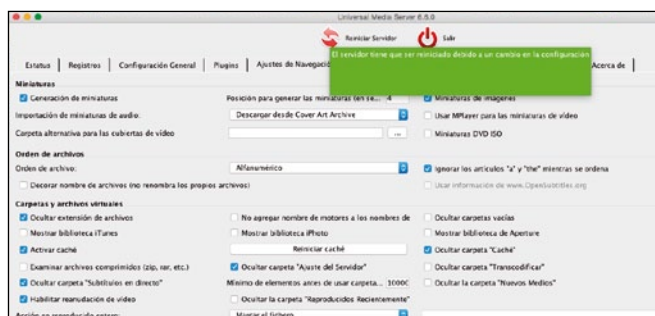 Universal Media Server 6.5.0
Reiniciar Servidor
Salir
El servidor tiene que ser reiniciado debido a un cambio en la configuración
Estatus Registros Configuración General Plugins Ajustes de Navegació Acerca de
Miniaturas
Generación de miniaturas Posición para generar las miniaturas (en se... 4 Miniaturas de imágenes
Importación de miniaturas de audio: Descargar desde Cover Art Archive Usar MPlayer para las miniaturas de vídeo
Carpeta alternativa para las cubiertas de vídeo ... Miniaturas DVD ISO
Orden de archivos
Orden de archivo: Alfanumérico Ignorar los artículos "a" y "the" mientras se ordena
Decorar nombre de archivos (no renombra los propios archivos) Usar información de www.OpenSubtitles.org
Carpetas y archivos virtuales
Ocultar extensión de archivos No agregar nombre de motores a los nombres de Ocultar carpetas vacías
Mostrar biblioteca iTunes Mostrar biblioteca iPhoto Mostrar biblioteca de Aperture
Activar caché Reiniciar caché Ocultar carpeta "Caché"
Examinar archivos comprimidos (zip, rar, etc.) Ocultar carpeta "Ajuste del Servidor" Ocultar carpeta "Transcodificar"
Ocultar carpeta "Subtítulos en directo" Mínimo de elementos antes de usar carpeta... 10000 Ocultar la carpeta "Nuevos Medios"
Habilitar reanudación de vídeo Ocultar la carpeta "Reproducidos Recientemente"